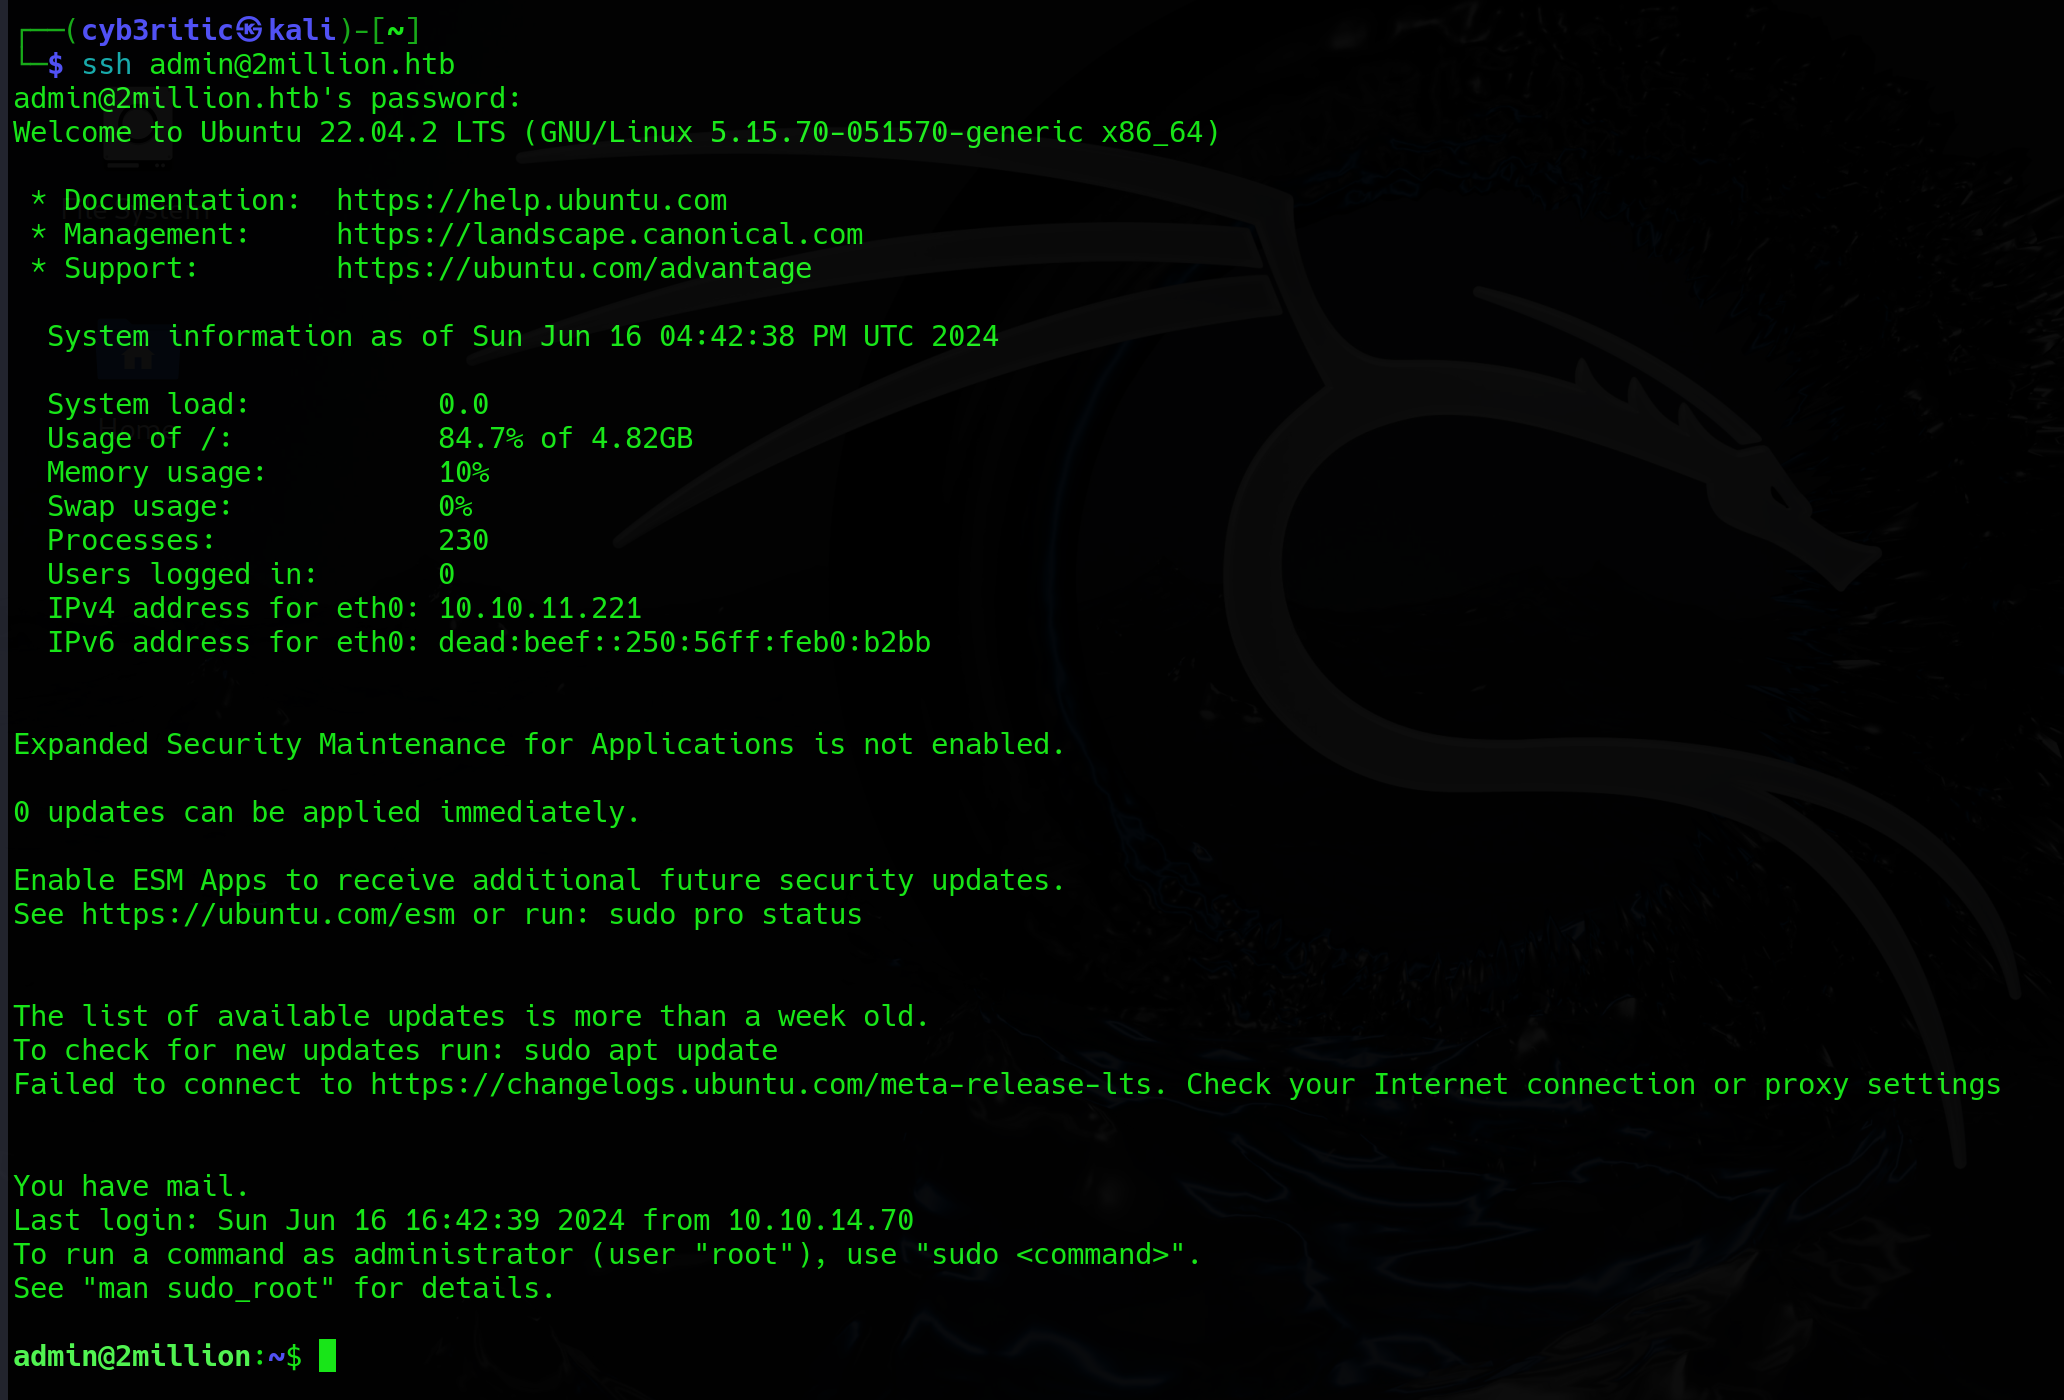 ┌──(cyb3ritic㉿kali)-[~]
└─$ ssh admin@2million.htb
admin@2million.htb's password:
Welcome to Ubuntu 22.04.2 LTS (GNU/Linux 5.15.70-051570-generic x86_64)

 * Documentation:  https://help.ubuntu.com
 * Management:     https://landscape.canonical.com
 * Support:        https://ubuntu.com/advantage

  System information as of Sun Jun 16 04:42:38 PM UTC 2024

  System load:           0.0
  Usage of /:            84.7% of 4.82GB
  Memory usage:          10%
  Swap usage:            0%
  Processes:             230
  Users logged in:       0
  IPv4 address for eth0: 10.10.11.221
  IPv6 address for eth0: dead:beef::250:56ff:feb0:b2bb


Expanded Security Maintenance for Applications is not enabled.

0 updates can be applied immediately.

Enable ESM Apps to receive additional future security updates.
See https://ubuntu.com/esm or run: sudo pro status


The list of available updates is more than a week old.
To check for new updates run: sudo apt update
Failed to connect to https://changelogs.ubuntu.com/meta-release-lts. Check your Internet connection or proxy settings


You have mail.
Last login: Sun Jun 16 16:42:39 2024 from 10.10.14.70
To run a command as administrator (user "root"), use "sudo <command>".
See "man sudo_root" for details.

admin@2million:~$